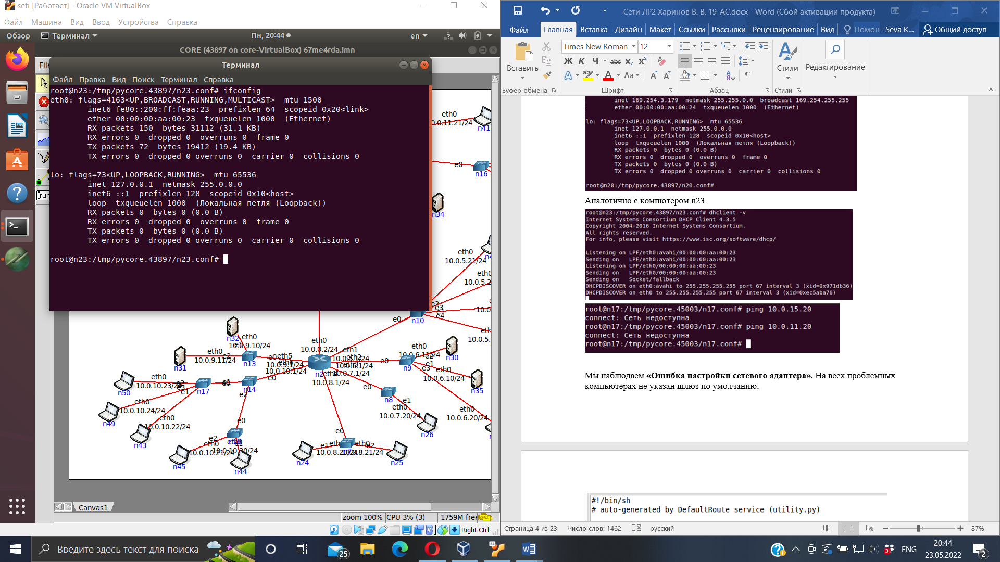 seti [Работает] - Oracle VM VirtualBox
Файл Машина Вид Ввод Устройства Справка
Обзор Терминал Пн, 20:44 en
CORE (43897 on core-VirtualBox) 67me4rda.imn
File
Терминал
Файл Правка Вид Поиск Терминал Справка
root@n23:/tmp/pycore.43897/n23.conf# ifconfig
eth0: flags=4163<UP,BROADCAST,RUNNING,MULTICAST> mtu 1500
inet6 fe80::200:ff:feaa:23 prefixlen 64 scopeid 0x20<link>
ether 00:00:00:aa:00:23 txqueuelen 1000 (Ethernet)
RX packets 150 bytes 31112 (31.1 KB)
RX errors 0 dropped 0 overruns 0 frame 0
TX packets 72 bytes 19412 (19.4 KB)
TX errors 0 dropped 0 overruns 0 carrier 0 collisions 0
lo: flags=73<UP,LOOPBACK,RUNNING> mtu 65536
inet 127.0.0.1 netmask 255.0.0.0
inet6 ::1 prefixlen 128 scopeid 0x10<host>
loop txqueuelen 1000 (Локальная петля (Loopback))
RX packets 0 bytes 0 (0.0 B)
RX errors 0 dropped 0 overruns 0 frame 0
TX packets 0 bytes 0 (0.0 B)
TX errors 0 dropped 0 overruns 0 carrier 0 collisions 0
root@n23:/tmp/pycore.43897/n23.conf#
eth0
0.0.11.21/24
n41
e0
n16
n34
eth0
10.0.5.21/24
eth0
e2
e3
e1
e4
n10
e0
n32
eth0
10.0.9.10/24
eth0
10.0.9.11/24
e2
n31
n13
e0
eth5
10.0.9.1/24
eth6
10.0.10.1/24
eth0
10.0.0.2/24
eth1
10.0.5.1/24
eth2
10.0.6.1/24
eth3
10.0.7.1/24
eth4
10.0.8.1/24
e0
n9
eth0
10.0.6.11/24
n30
e2
e1
e3
eth0
10.0.6.10/24
n35
eth0
10.0.10.23/24
n50
n17
e1
n14
e0
e2
e0
n8
e1
eth0
10.0.7.20/24
n26
eth0
10.0.6.20/24
eth0
10.0.10.24/24
n49
eth0
10.0.10.22/24
n43
e0
e2
eth0
10.0.10.21/24
10.0.10.20/24
n45
n44
e0
e1
e2
n24
n25
Canvas1
zoom 100% CPU 3% (3) 1759M free
Right Ctrl
Сети ЛР2 Харинов В. В. 19-АС.docx - Word (Сбой активации продукта)
Файл Главная Вставка Дизайн Макет Ссылки Рассылки Рецензирование Вид Помощ Seva K... Общий доступ
Вставить
Times New Roman 12
Ж К Ч abc x₂ x²
Aa
Стили
Редактирование
Буфер обмена Шрифт Абзац Стили
inet 169.254.3.179 netmask 255.255.0.0 broadcast 169.254.255.255
ether 00:00:00:aa:00:24 txqueuelen 1000 (Ethernet)
lo: flags=73<UP,LOOPBACK,RUNNING> mtu 65536
inet 127.0.0.1 netmask 255.0.0.0
inet6 ::1 prefixlen 128 scopeid 0x10<host>
loop txqueuelen 1000 (Локальная петля (Loopback))
RX packets 0 bytes 0 (0.0 B)
RX errors 0 dropped 0 overruns 0 frame 0
TX packets 0 bytes 0 (0.0 B)
TX errors 0 dropped 0 overruns 0 carrier 0 collisions 0
root@n20:/tmp/pycore.43897/n20.conf#
Аналогично с компютером n23.
root@n23:/tmp/pycore.43897/n23.conf# dhclient -v
Internet Systems Consortium DHCP Client 4.3.5
Copyright 2004-2016 Internet Systems Consortium.
All rights reserved.
For info, please visit https://www.isc.org/software/dhcp/
Listening on LPF/eth0:avahi/00:00:00:aa:00:23
Sending on LPF/eth0:avahi/00:00:00:aa:00:23
Listening on LPF/eth0/00:00:00:aa:00:23
Sending on LPF/eth0/00:00:00:aa:00:23
Sending on Socket/fallback
DHCPDISCOVER on eth0:avahi to 255.255.255.255 port 67 interval 3 (xid=0x971db36)
DHCPDISCOVER on eth0 to 255.255.255.255 port 67 interval 3 (xid=0xec5aba76)
root@n17:/tmp/pycore.45003/n17.conf# ping 10.0.15.20
connect: Сеть недоступна
root@n17:/tmp/pycore.45003/n17.conf# ping 10.0.11.20
connect: Сеть недоступна
root@n17:/tmp/pycore.45003/n17.conf#
Мы наблюдаем «Ошибка настройки сетевого адаптера». На всех проблемных
компьютерах не указан шлюз по умолчанию.
#!/bin/sh
# auto-generated by DefaultRoute service (utility.py)
Страница 4 из 23 Число слов: 1462 русский 87%
Введите здесь текст для поиска
25
64
3
ENG
20:44
23.05.2022
2